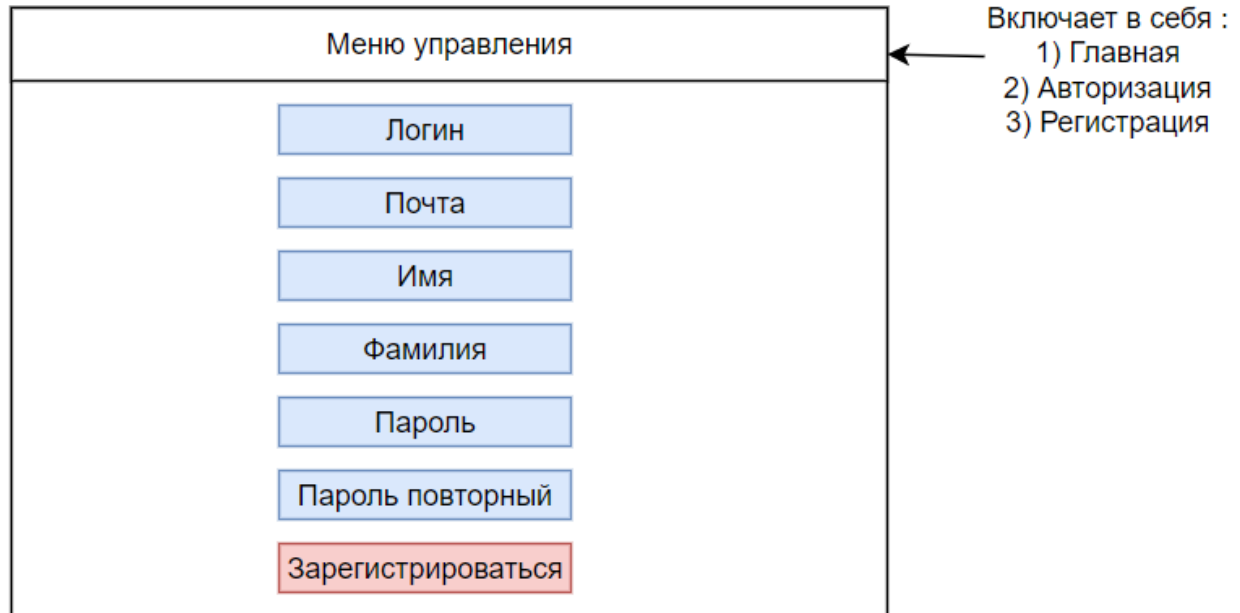 Меню управления
Включает в себя :
1) Главная
2) Авторизация
3) Регистрация
Логин
Почта
Имя
Фамилия
Пароль
Пароль повторный
Зарегистрироваться